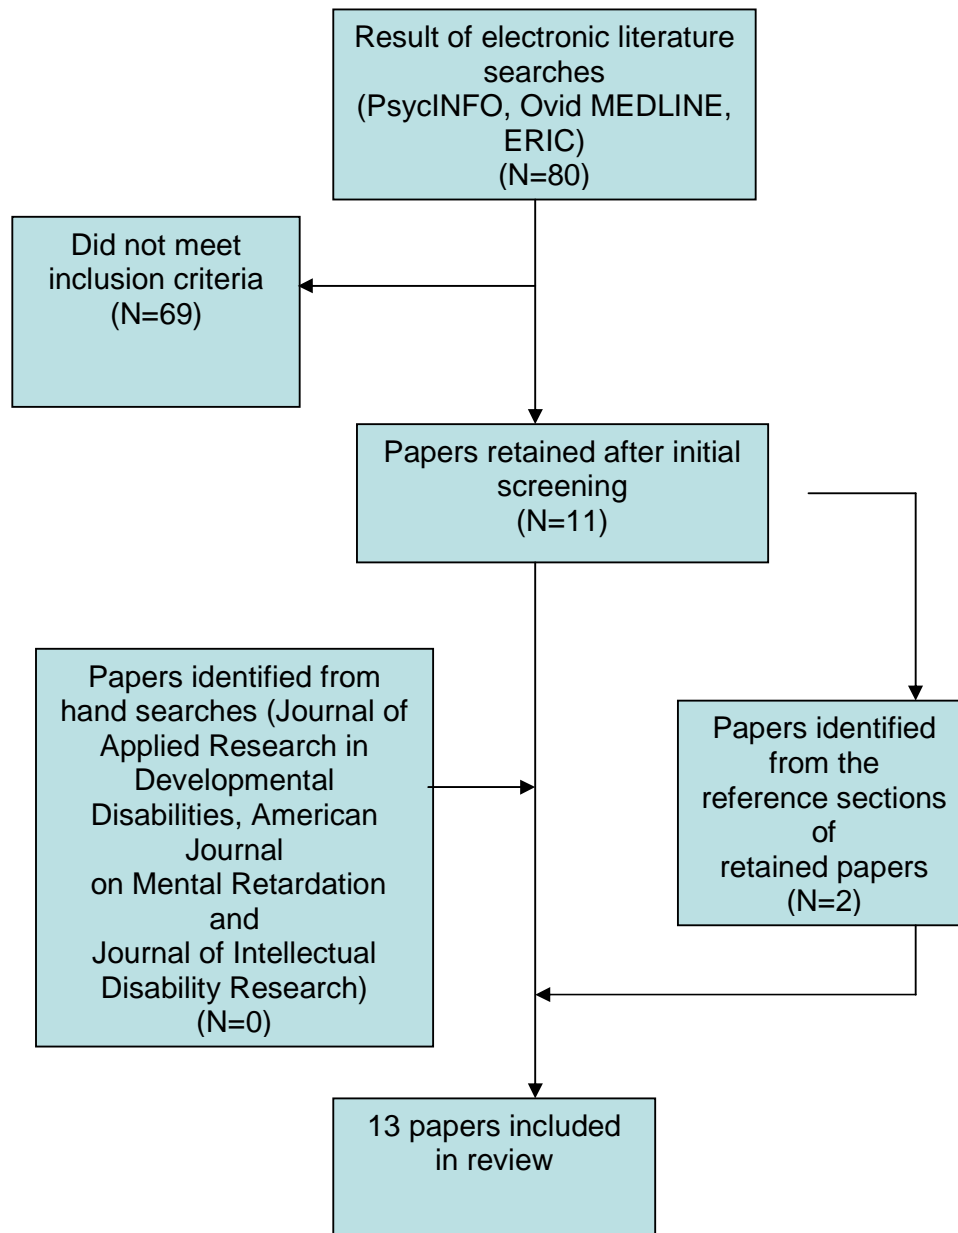 Result of electronic literature
searches
(PsycINFO, Ovid MEDLINE,
ERIC)
(N=80)
Did not meet
inclusion criteria
(N=69)
Papers retained after initial
screening
(N=11)
Papers identified from
hand searches (Journal of
Applied Research in
Developmental
Disabilities, American
Journal
on Mental Retardation
and
Journal of Intellectual
Disability Research)
(N=0)
Papers identified
from the
reference sections
of
retained papers
(N=2)
13 papers included
in review